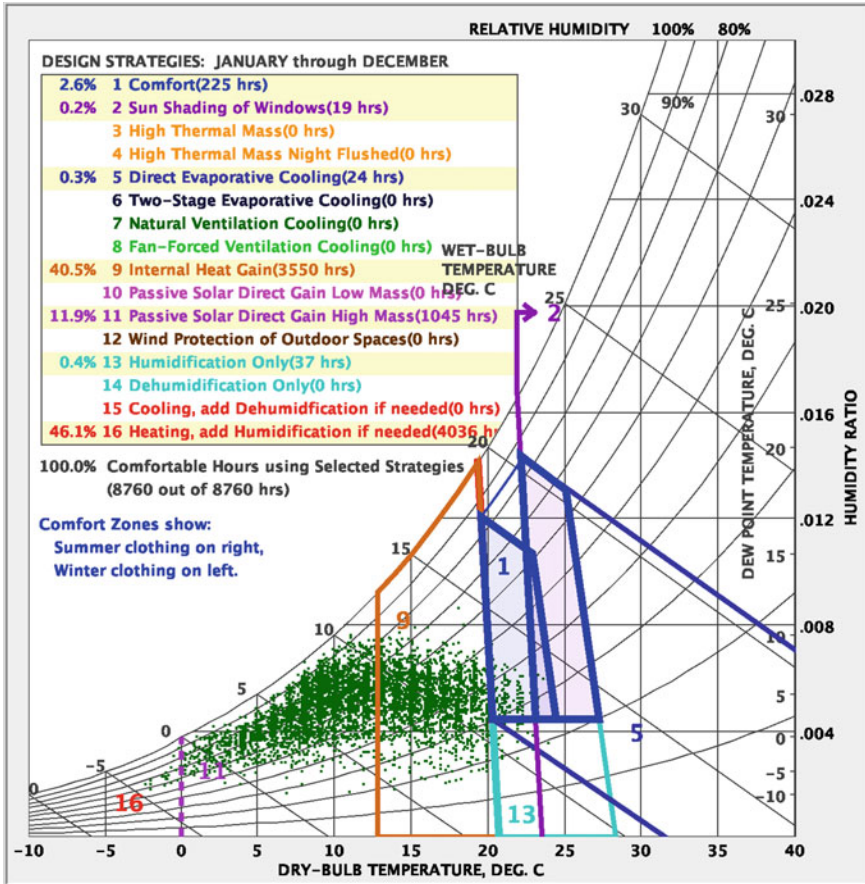 RELATIVE HUMIDITY 100% 80%
DESIGN STRATEGIES: JANUARY through DECEMBER
2.6% 1 Comfort(225 hrs)
0.2% 2 Sun Shading of Windows(19 hrs)
3 High Thermal Mass(0 hrs)
4 High Thermal Mass Night Flushed(0 hrs)
0.3% 5 Direct Evaporative Cooling(24 hrs)
6 Two-Stage Evaporative Cooling(0 hrs)
7 Natural Ventilation Cooling(0 hrs)
8 Fan-Forced Ventilation Cooling(0 hrs)
40.5% 9 Internal Heat Gain(3550 hrs)
10 Passive Solar Direct Gain Low Mass(0 hrs)
11.9% 11 Passive Solar Direct Gain High Mass(1045 hrs)
12 Wind Protection of Outdoor Spaces(0 hrs)
0.4% 13 Humidification Only(37 hrs)
14 Dehumidification Only(0 hrs)
15 Cooling, add Dehumidfication if needed(0 hrs
46.1% 16 Heating, add Humidification if needed(4036 hr
100.0% Comfortable Hours using Selected Strategies
(8760 out of 8760 hrs)
Comfort Zones show:
Summer clothing on right,
Winter clothing on left.
WET-BULB
TEMPERATURE
DEG. C
90%
30
25
20
15
10
5
0
-5
-10
2
1
9
5
11
16
13
30
25
20
15
10
5
0
-5
-10
DEW POINT TEMPERATURE, DEG. C
.028
.024
.020
.016
.012
.008
.004
HUMIDITY RATIO
-10 -5 0 5 10 15 20 25 30 35 40
DRY-BULB TEMPERATURE, DEG. C